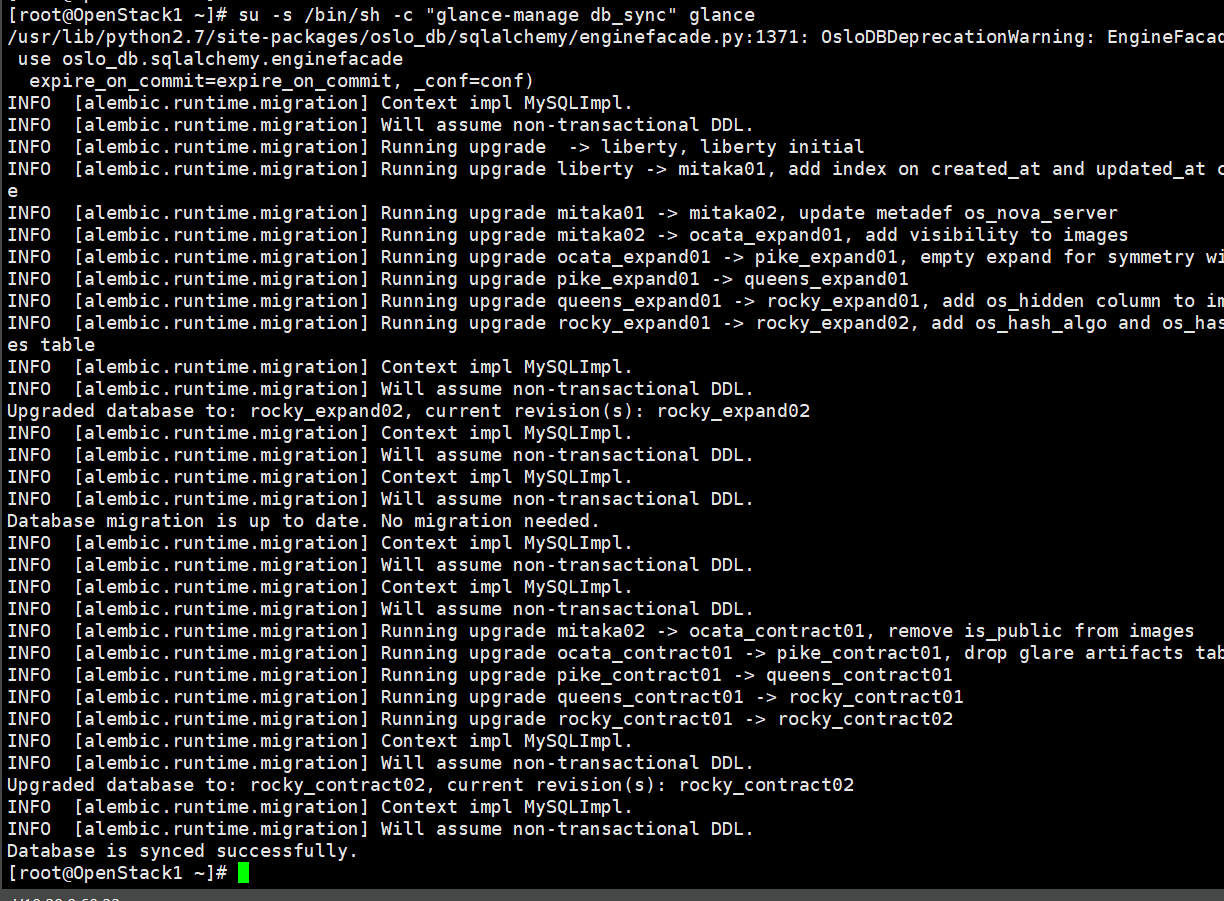 [root@OpenStack1 ~]# su -s /bin/sh -c "glance-manage db_sync" glance
/usr/lib/python2.7/site-packages/oslo_db/sqlalchemy/enginefacade.py:1371: OsloDBDeprecationWarning: EngineFacad
 use oslo_db.sqlalchemy.enginefacade
  expire_on_commit=expire_on_commit, _conf=conf)
INFO  [alembic.runtime.migration] Context impl MySQLImpl.
INFO  [alembic.runtime.migration] Will assume non-transactional DDL.
INFO  [alembic.runtime.migration] Running upgrade  -> liberty, liberty initial
INFO  [alembic.runtime.migration] Running upgrade liberty -> mitaka01, add index on created_at and updated_at c
e
INFO  [alembic.runtime.migration] Running upgrade mitaka01 -> mitaka02, update metadef os_nova_server
INFO  [alembic.runtime.migration] Running upgrade mitaka02 -> ocata_expand01, add visibility to images
INFO  [alembic.runtime.migration] Running upgrade ocata_expand01 -> pike_expand01, empty expand for symmetry wi
INFO  [alembic.runtime.migration] Running upgrade pike_expand01 -> queens_expand01
INFO  [alembic.runtime.migration] Running upgrade queens_expand01 -> rocky_expand01, add os_hidden column to im
INFO  [alembic.runtime.migration] Running upgrade rocky_expand01 -> rocky_expand02, add os_hash_algo and os_has
es table
INFO  [alembic.runtime.migration] Context impl MySQLImpl.
INFO  [alembic.runtime.migration] Will assume non-transactional DDL.
Upgraded database to: rocky_expand02, current revision(s): rocky_expand02
INFO  [alembic.runtime.migration] Context impl MySQLImpl.
INFO  [alembic.runtime.migration] Will assume non-transactional DDL.
INFO  [alembic.runtime.migration] Context impl MySQLImpl.
INFO  [alembic.runtime.migration] Will assume non-transactional DDL.
Database migration is up to date. No migration needed.
INFO  [alembic.runtime.migration] Context impl MySQLImpl.
INFO  [alembic.runtime.migration] Will assume non-transactional DDL.
INFO  [alembic.runtime.migration] Context impl MySQLImpl.
INFO  [alembic.runtime.migration] Will assume non-transactional DDL.
INFO  [alembic.runtime.migration] Running upgrade mitaka02 -> ocata_contract01, remove is_public from images
INFO  [alembic.runtime.migration] Running upgrade ocata_contract01 -> pike_contract01, drop glare artifacts tab
INFO  [alembic.runtime.migration] Running upgrade pike_contract01 -> queens_contract01
INFO  [alembic.runtime.migration] Running upgrade queens_contract01 -> rocky_contract01
INFO  [alembic.runtime.migration] Running upgrade rocky_contract01 -> rocky_contract02
INFO  [alembic.runtime.migration] Context impl MySQLImpl.
INFO  [alembic.runtime.migration] Will assume non-transactional DDL.
Upgraded database to: rocky_contract02, current revision(s): rocky_contract02
INFO  [alembic.runtime.migration] Context impl MySQLImpl.
INFO  [alembic.runtime.migration] Will assume non-transactional DDL.
Database is synced successfully.
[root@OpenStack1 ~]#